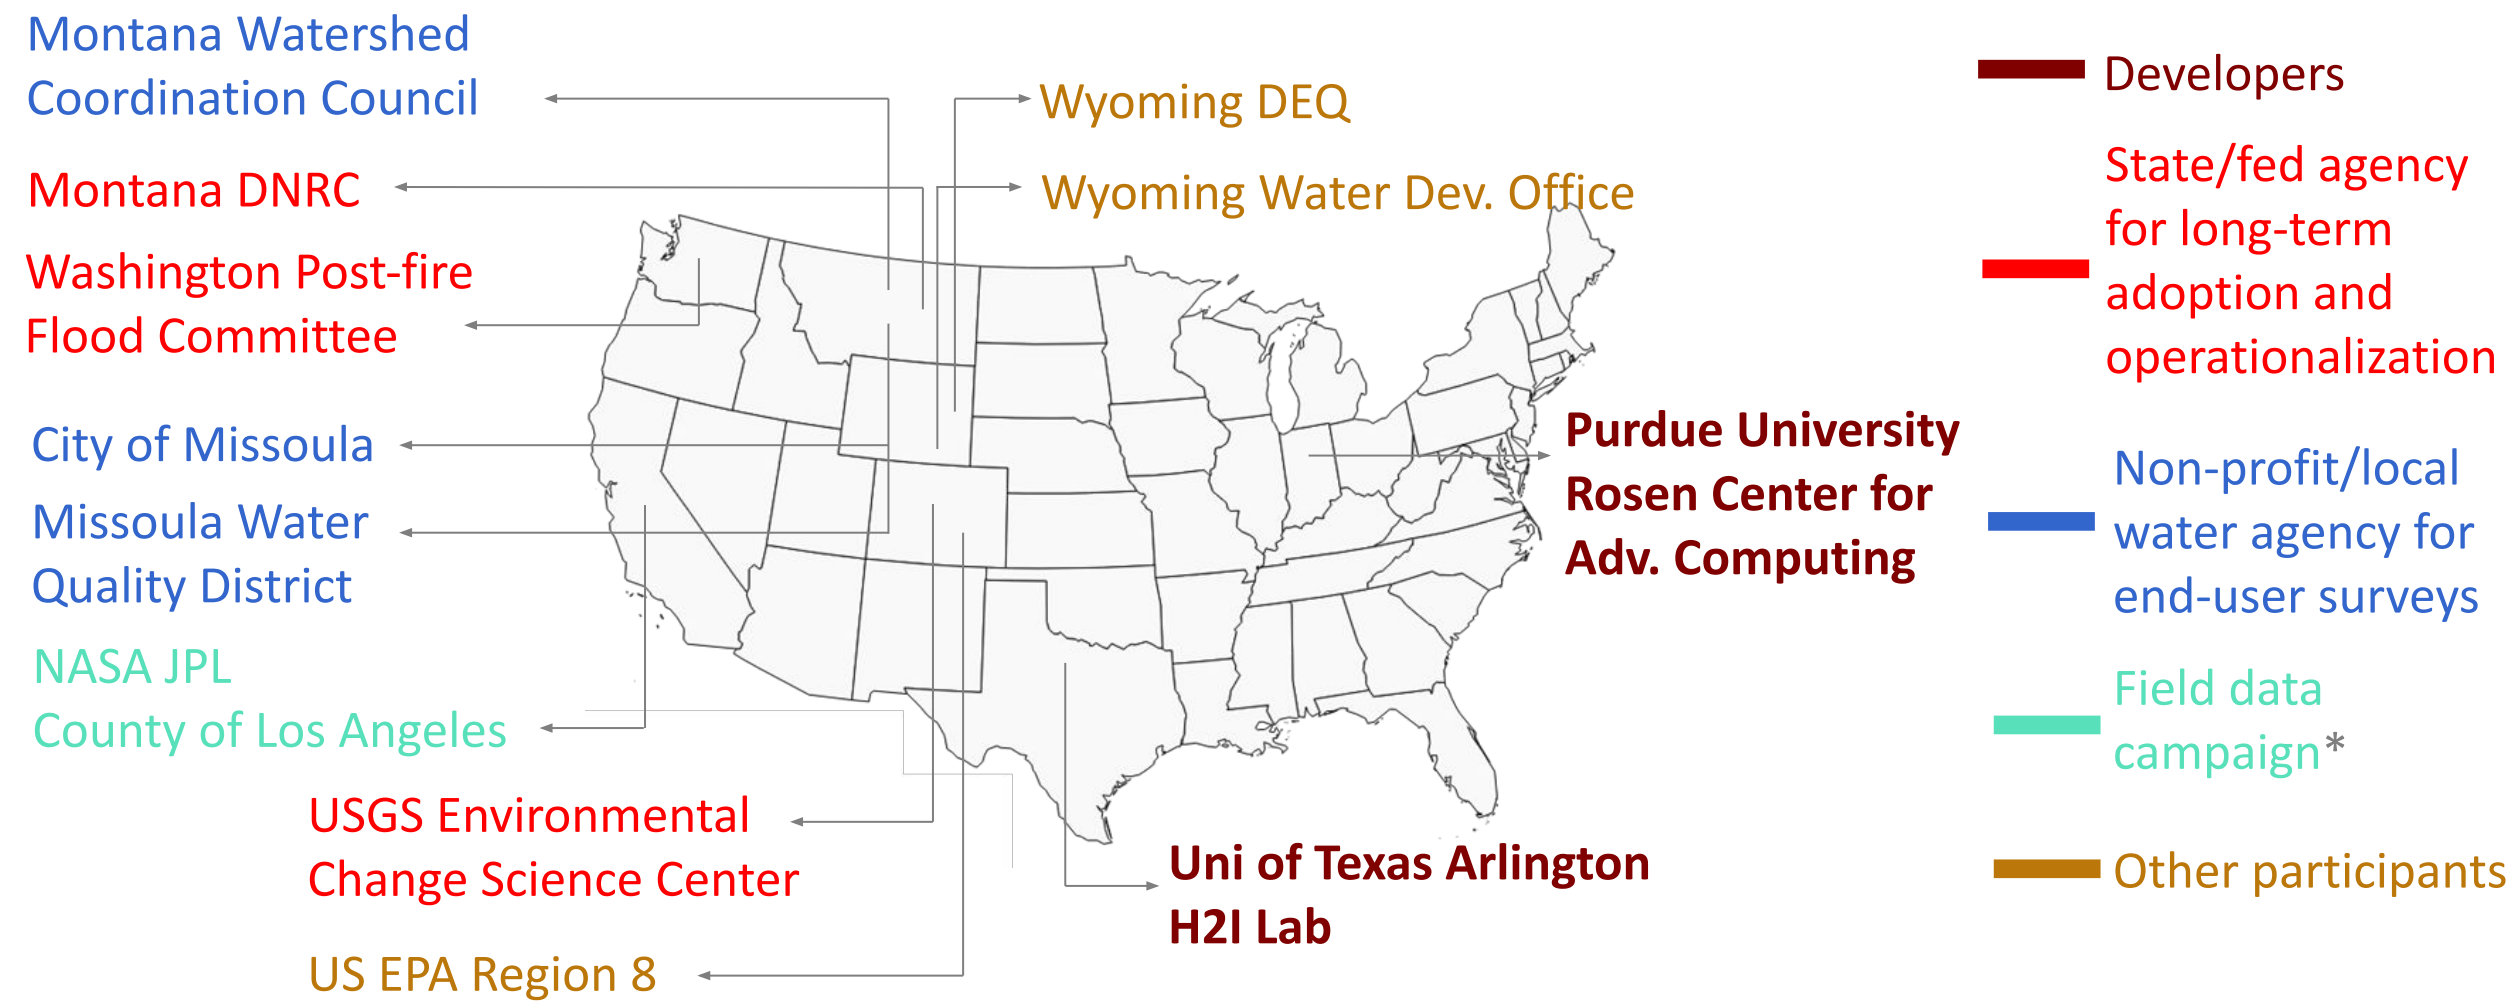 Montana Watershed
Coordination Council
Montana DNRC
Washington Post-fire
Flood Committee
City of Missoula
Missoula Water
Quality District
NASA JPL
County of Los Angeles
USGS Environmental
Change Science Center
US EPA Region 8
Wyoming DEQ
Wyoming Water Dev. Office
Purdue University
Rosen Center for
Adv. Computing
Uni of Texas Arlington
H2I Lab
Developers
State/fed agency
for long-term
adoption and
operationalization
Non-profit/local
water agency for
end-user surveys
Field data
campaign*
Other participants